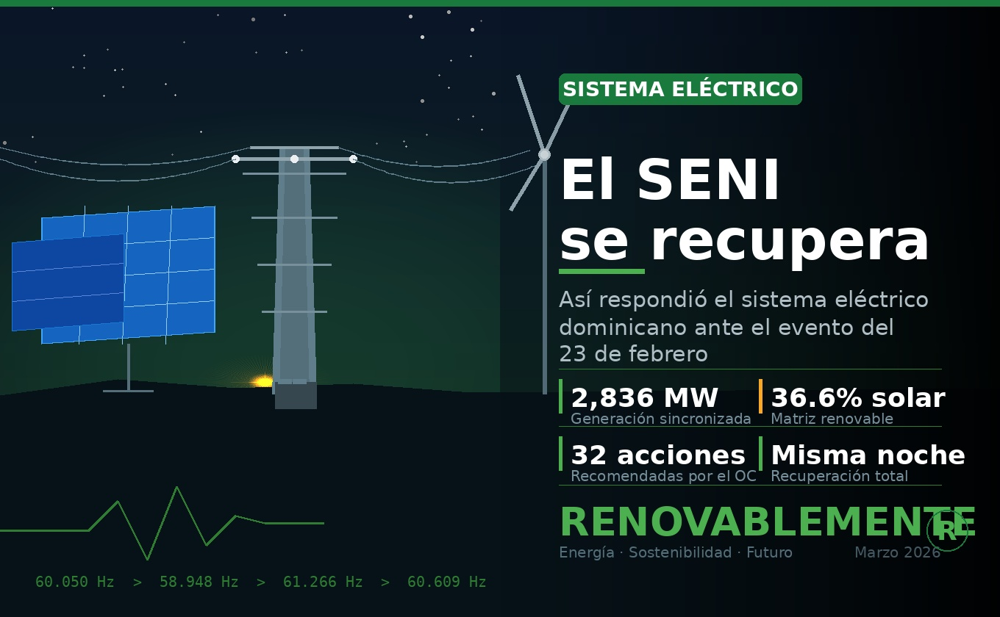 SISTEMA ELÉCTRICO
El SENI
se recupera
Así respondió el sistema eléctrico
dominicano ante el evento del
23 de febrero
2,836 MW
Generación sincronizada
36.6% solar
Matriz renovable
32 acciones
Recomendadas por el OC
Misma noche
Recuperación total
RENOVABLEMENTE
R
Energía · Sostenibilidad · Futuro
Marzo 2026
60.050 Hz > 58.948 Hz > 61.266 Hz > 60.609 Hz